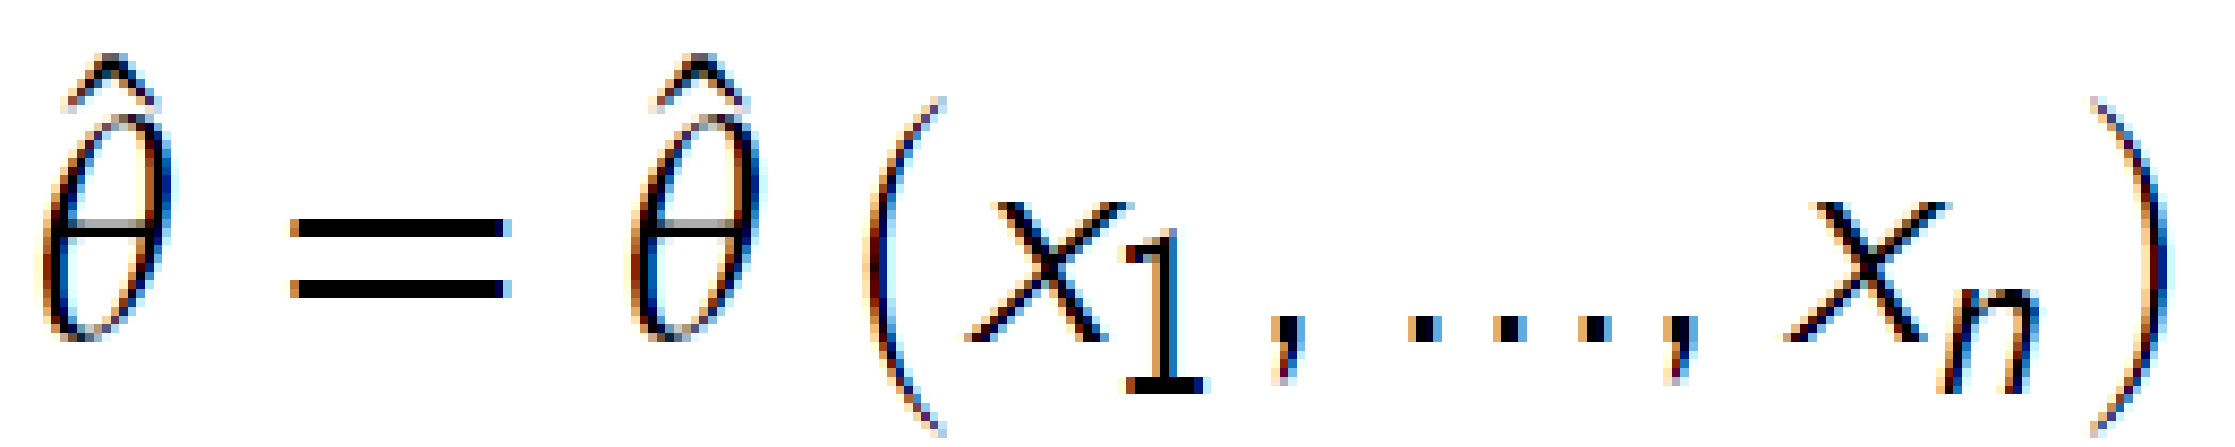 θ̂ = θ̂ (x₁, ..., xₙ)